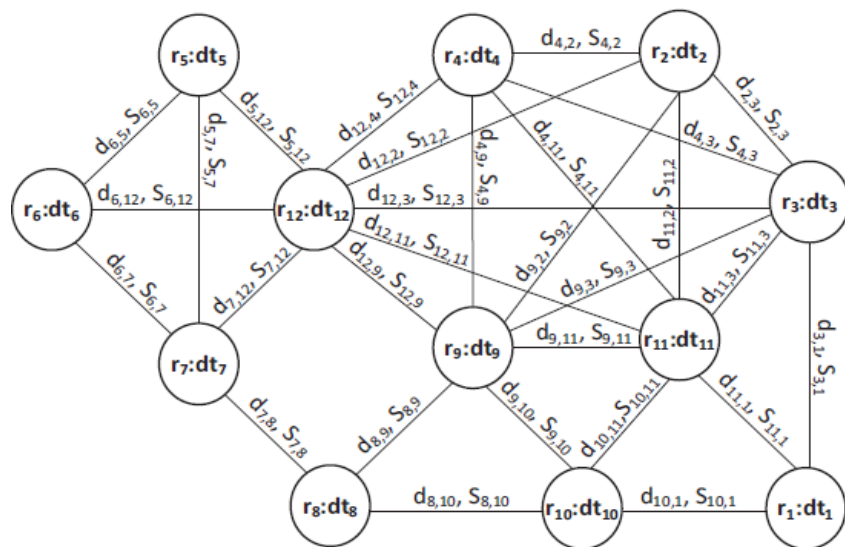 r₅:dt₅
r₄:dt₄
d₄,₂, S₄,₂
r₂:dt₂
d₆,₅, S₆,₅
d₅,₇, S₅,₇
d₅,₁₂, S₅,₁₂
d₁₂,₄, S₁₂,₄
d₁₂,₂, S₁₂,₂
d₄,₉, S₄,₉
d₄,₁₁, S₄,₁₁
d₁₁,₂, S₁₁,₂
d₄,₃, S₄,₃
d₂,₃, S₂,₃
r₆:dt₆
d₆,₁₂, S₆,₁₂
r₁₂:dt₁₂
d₁₂,₃, S₁₂,₃
r₃:dt₃
d₆,₇, S₆,₇
d₇,₁₂, S₇,₁₂
d₁₂,₉, S₁₂,₉
d₁₂,₁₁, S₁₂,₁₁
d₉,₂, S₉,₂
d₉,₃, S₉,₃
d₁₁,₃, S₁₁,₃
d₃,₁, S₃,₁
r₇:dt₇
r₉:dt₉
d₉,₁₁, S₉,₁₁
r₁₁:dt₁₁
d₇,₈, S₇,₈
d₈,₉, S₈,₉
d₉,₁₀, S₉,₁₀
d₁₀,₁₁, S₁₀,₁₁
d₁₁,₁, S₁₁,₁
r₈:dt₈
d₈,₁₀, S₈,₁₀
r₁₀:dt₁₀
d₁₀,₁, S₁₀,₁
r₁:dt₁